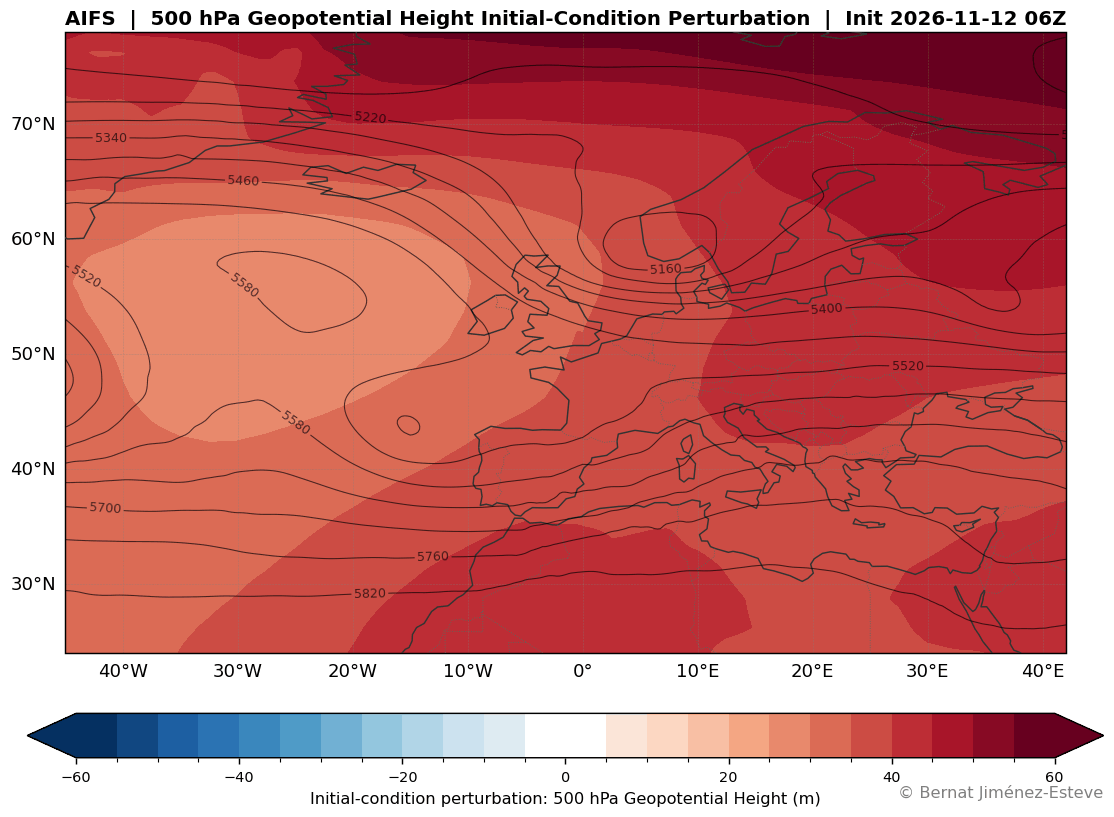 AIFS | 500 hPa Geopotential Height Initial-Condition Perturbation | Init 2026-11-12 06Z
70°N
60°N
50°N
40°N
30°N
5220
5340
5460
5520
5580
5160
5400
5520
5580
5700
5760
5820
40°W
30°W
20°W
10°W
0°
10°E
20°E
30°E
40°E
−60
−40
−20
0
20
40
60
Initial-condition perturbation: 500 hPa Geopotential Height (m)
© Bernat Jiménez-Esteve